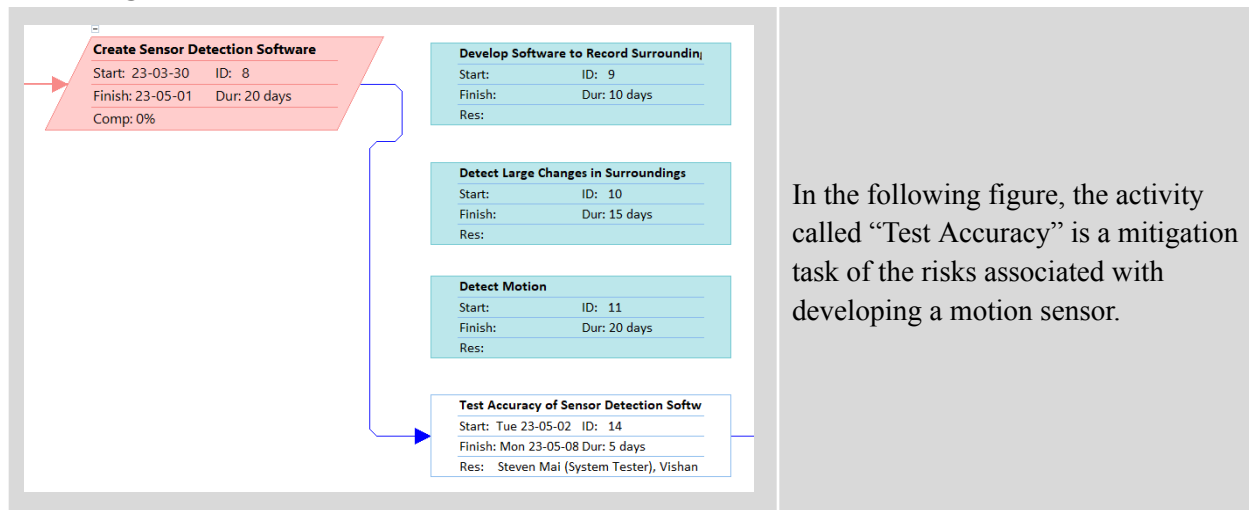 Create Sensor Detection Software
Start: 23-03-30 ID: 8
Finish: 23-05-01 Dur: 20 days
Comp: 0%
Develop Software to Record Surrounding
Start: ID: 9
Finish: Dur: 10 days
Res:
Detect Large Changes in Surroundings
Start: ID: 10
Finish: Dur: 15 days
Res:
Detect Motion
Start: ID: 11
Finish: Dur: 20 days
Res:
Test Accuracy of Sensor Detection Softw
Start: Tue 23-05-02 ID: 14
Finish: Mon 23-05-08 Dur: 5 days
Res: Steven Mai (System Tester), Vishan
In the following figure, the activity
called “Test Accuracy” is a mitigation
task of the risks associated with
developing a motion sensor.